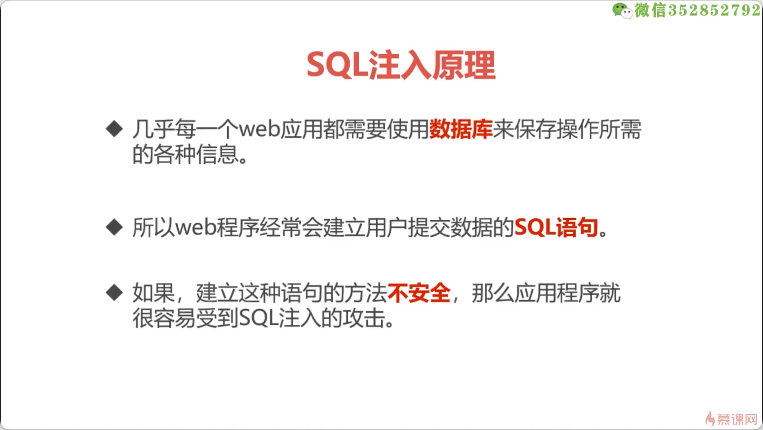 微信352852792
SQL注入原理
◆ 几乎每一个web应用都需要使用数据库来保存操作所需
的各种信息。
◆ 所以web程序经常会建立用户提交数据的SQL语句。
◆ 如果，建立这种语句的方法不安全，那么应用程序就
很容易受到SQL注入的攻击。
慕课网